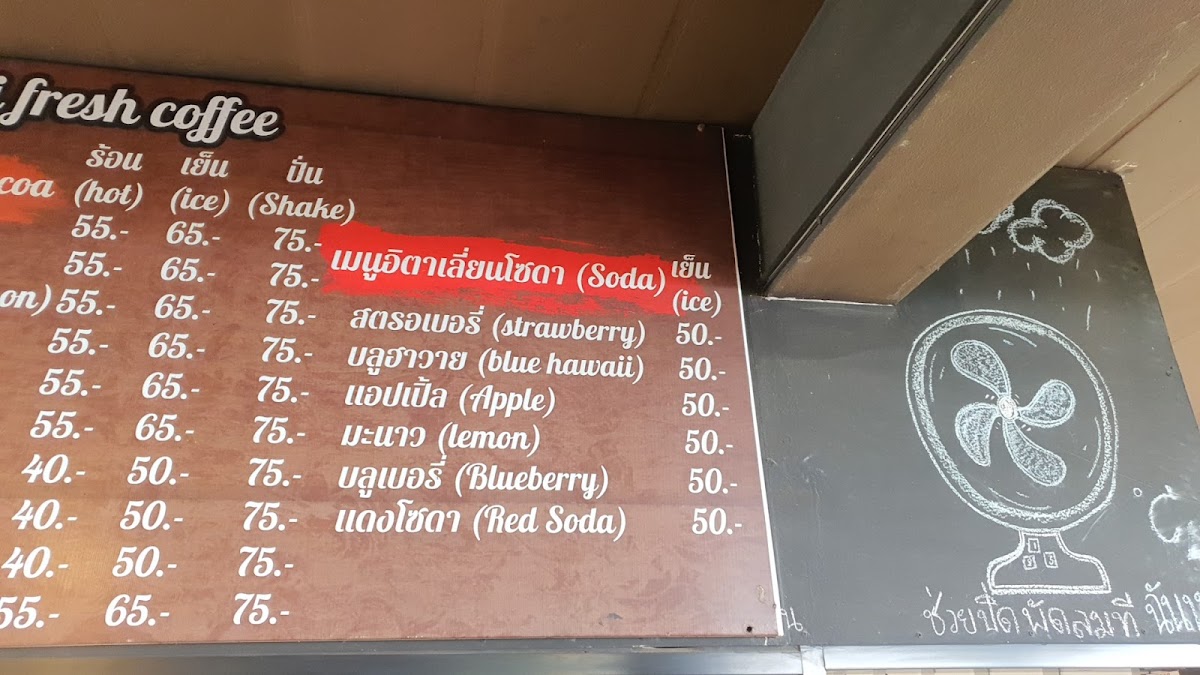 fresh coffee
ร้อน เย็น ปั่น
coa (hot) (ice) (Shake)
55.- 65.- 75.-
55.- 65.- 75.-
on) 55.- 65.- 75.-
55.- 65.- 75.-
55.- 65.- 75.-
55.- 65.- 75.-
40.- 50.- 75.-
40.- 50.- 75.-
40.- 50.- 75.-
55.- 65.- 75.-
เมนูอิตาเลี่ยนโซดา (Soda) เย็น
(ice)
สตรอเบอรี่ (strawberry) 50.-
บลูฮาวาย (blue hawaii) 50.-
แอปเปิ้ล (Apple) 50.-
มะนาว (lemon) 50.-
บลูเบอรี่ (Blueberry) 50.-
แดงโซดา (Red Soda) 50.-
ช่วยปิดพัดลมที ฉัน